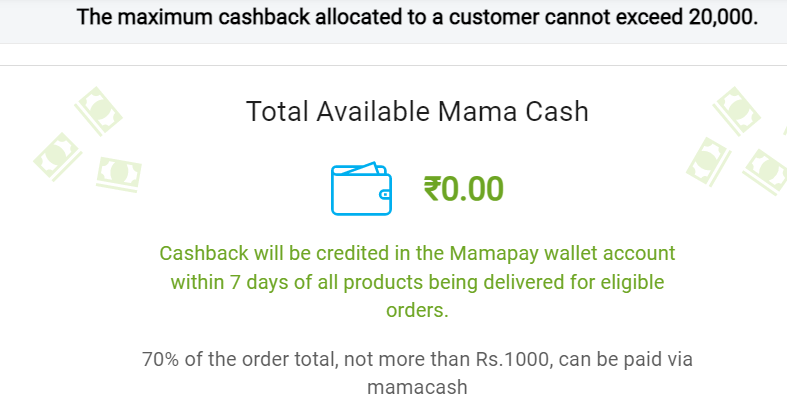 The maximum cashback allocated to a customer cannot exceed 20,000.
Total Available Mama Cash
₹0.00
Cashback will be credited in the Mamapay wallet account
within 7 days of all products being delivered for eligible
orders.
70% of the order total, not more than Rs.1000, can be paid via
mamacash